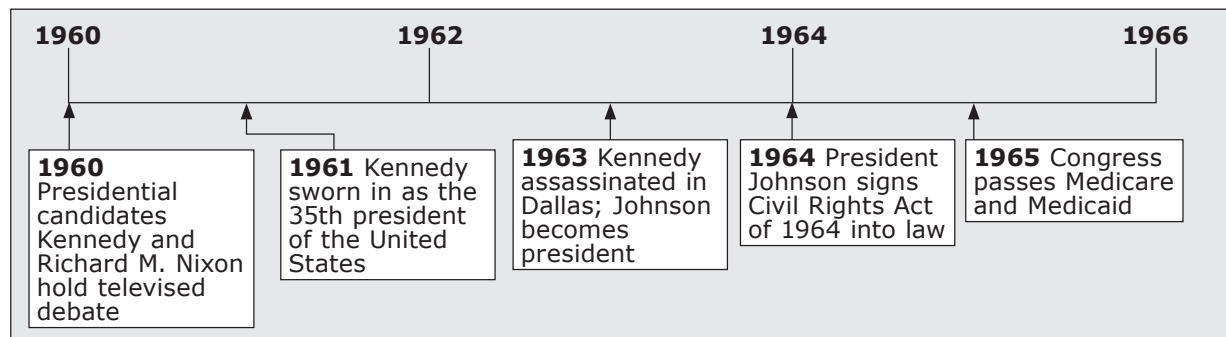 1960 1962 1964 1966
1960
Presidential
candidates
Kennedy and
Richard M. Nixon
hold televised
debate
1961 Kennedy
sworn in as the
35th president
of the United
States
1963 Kennedy
assassinated in
Dallas; Johnson
becomes
president
1964 President
Johnson signs
Civil Rights Act
of 1964 into law
1965 Congress
passes Medicare
and Medicaid